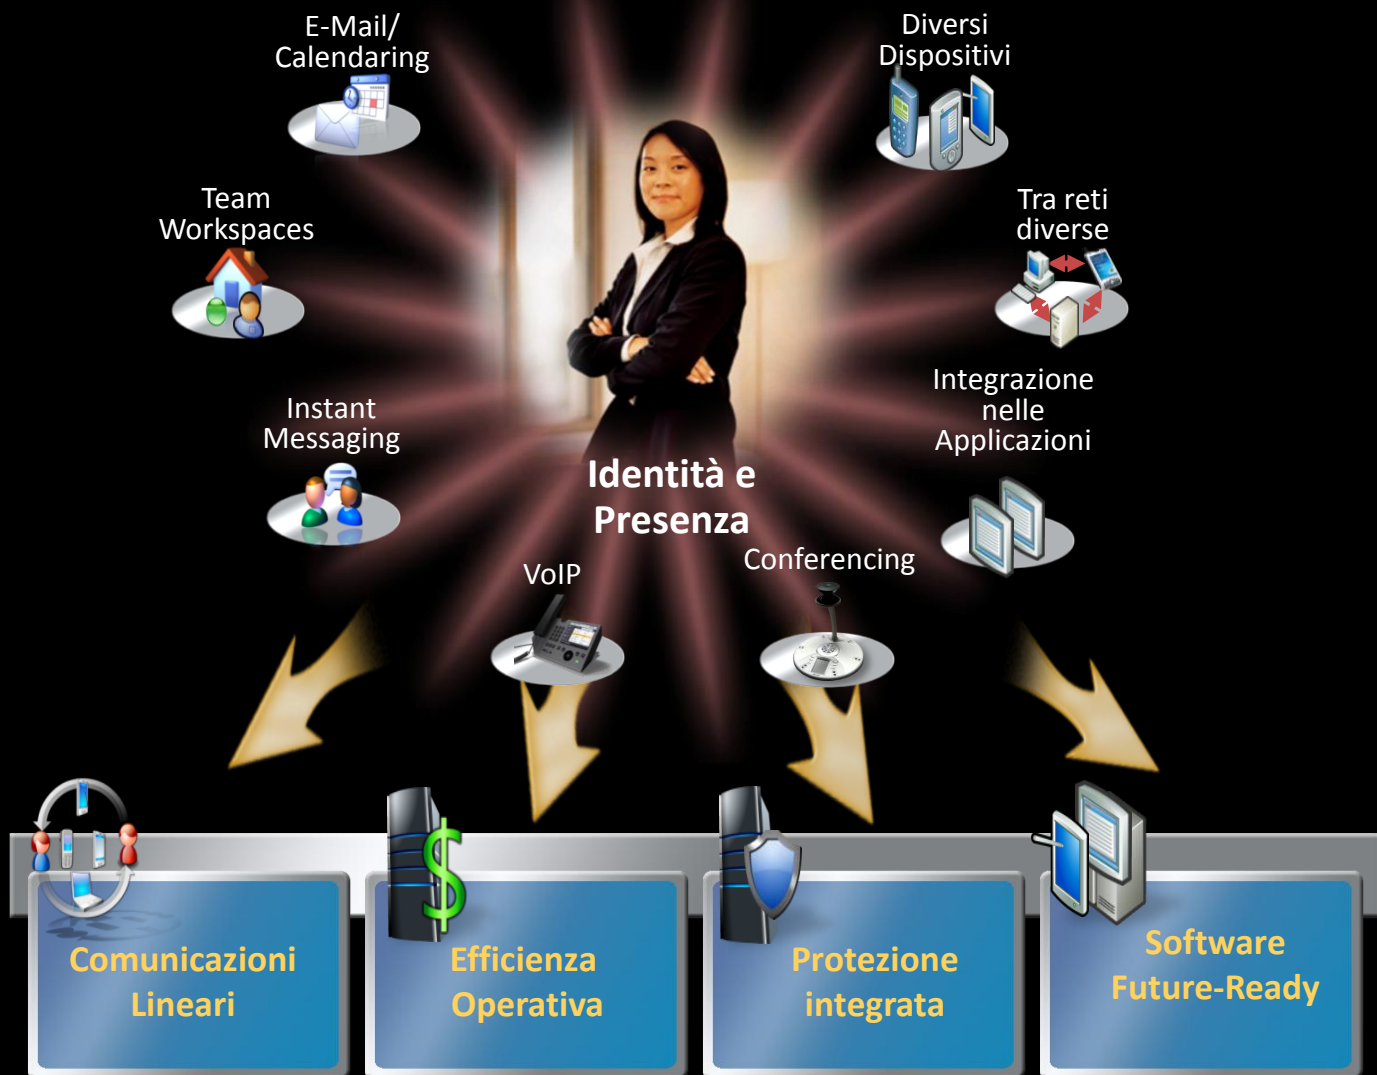 E-Mail/
Calendaring
Diversi
Dispositivi
Team
Workspaces
Tra reti
diverse
Instant
Messaging
Integrazione
nelle
Applicazioni
Identità e
Presenza
VoIP
Conferencing
Comunicazioni
Lineari
Efficienza
Operativa
Protezione
integrata
Software
Future-Ready